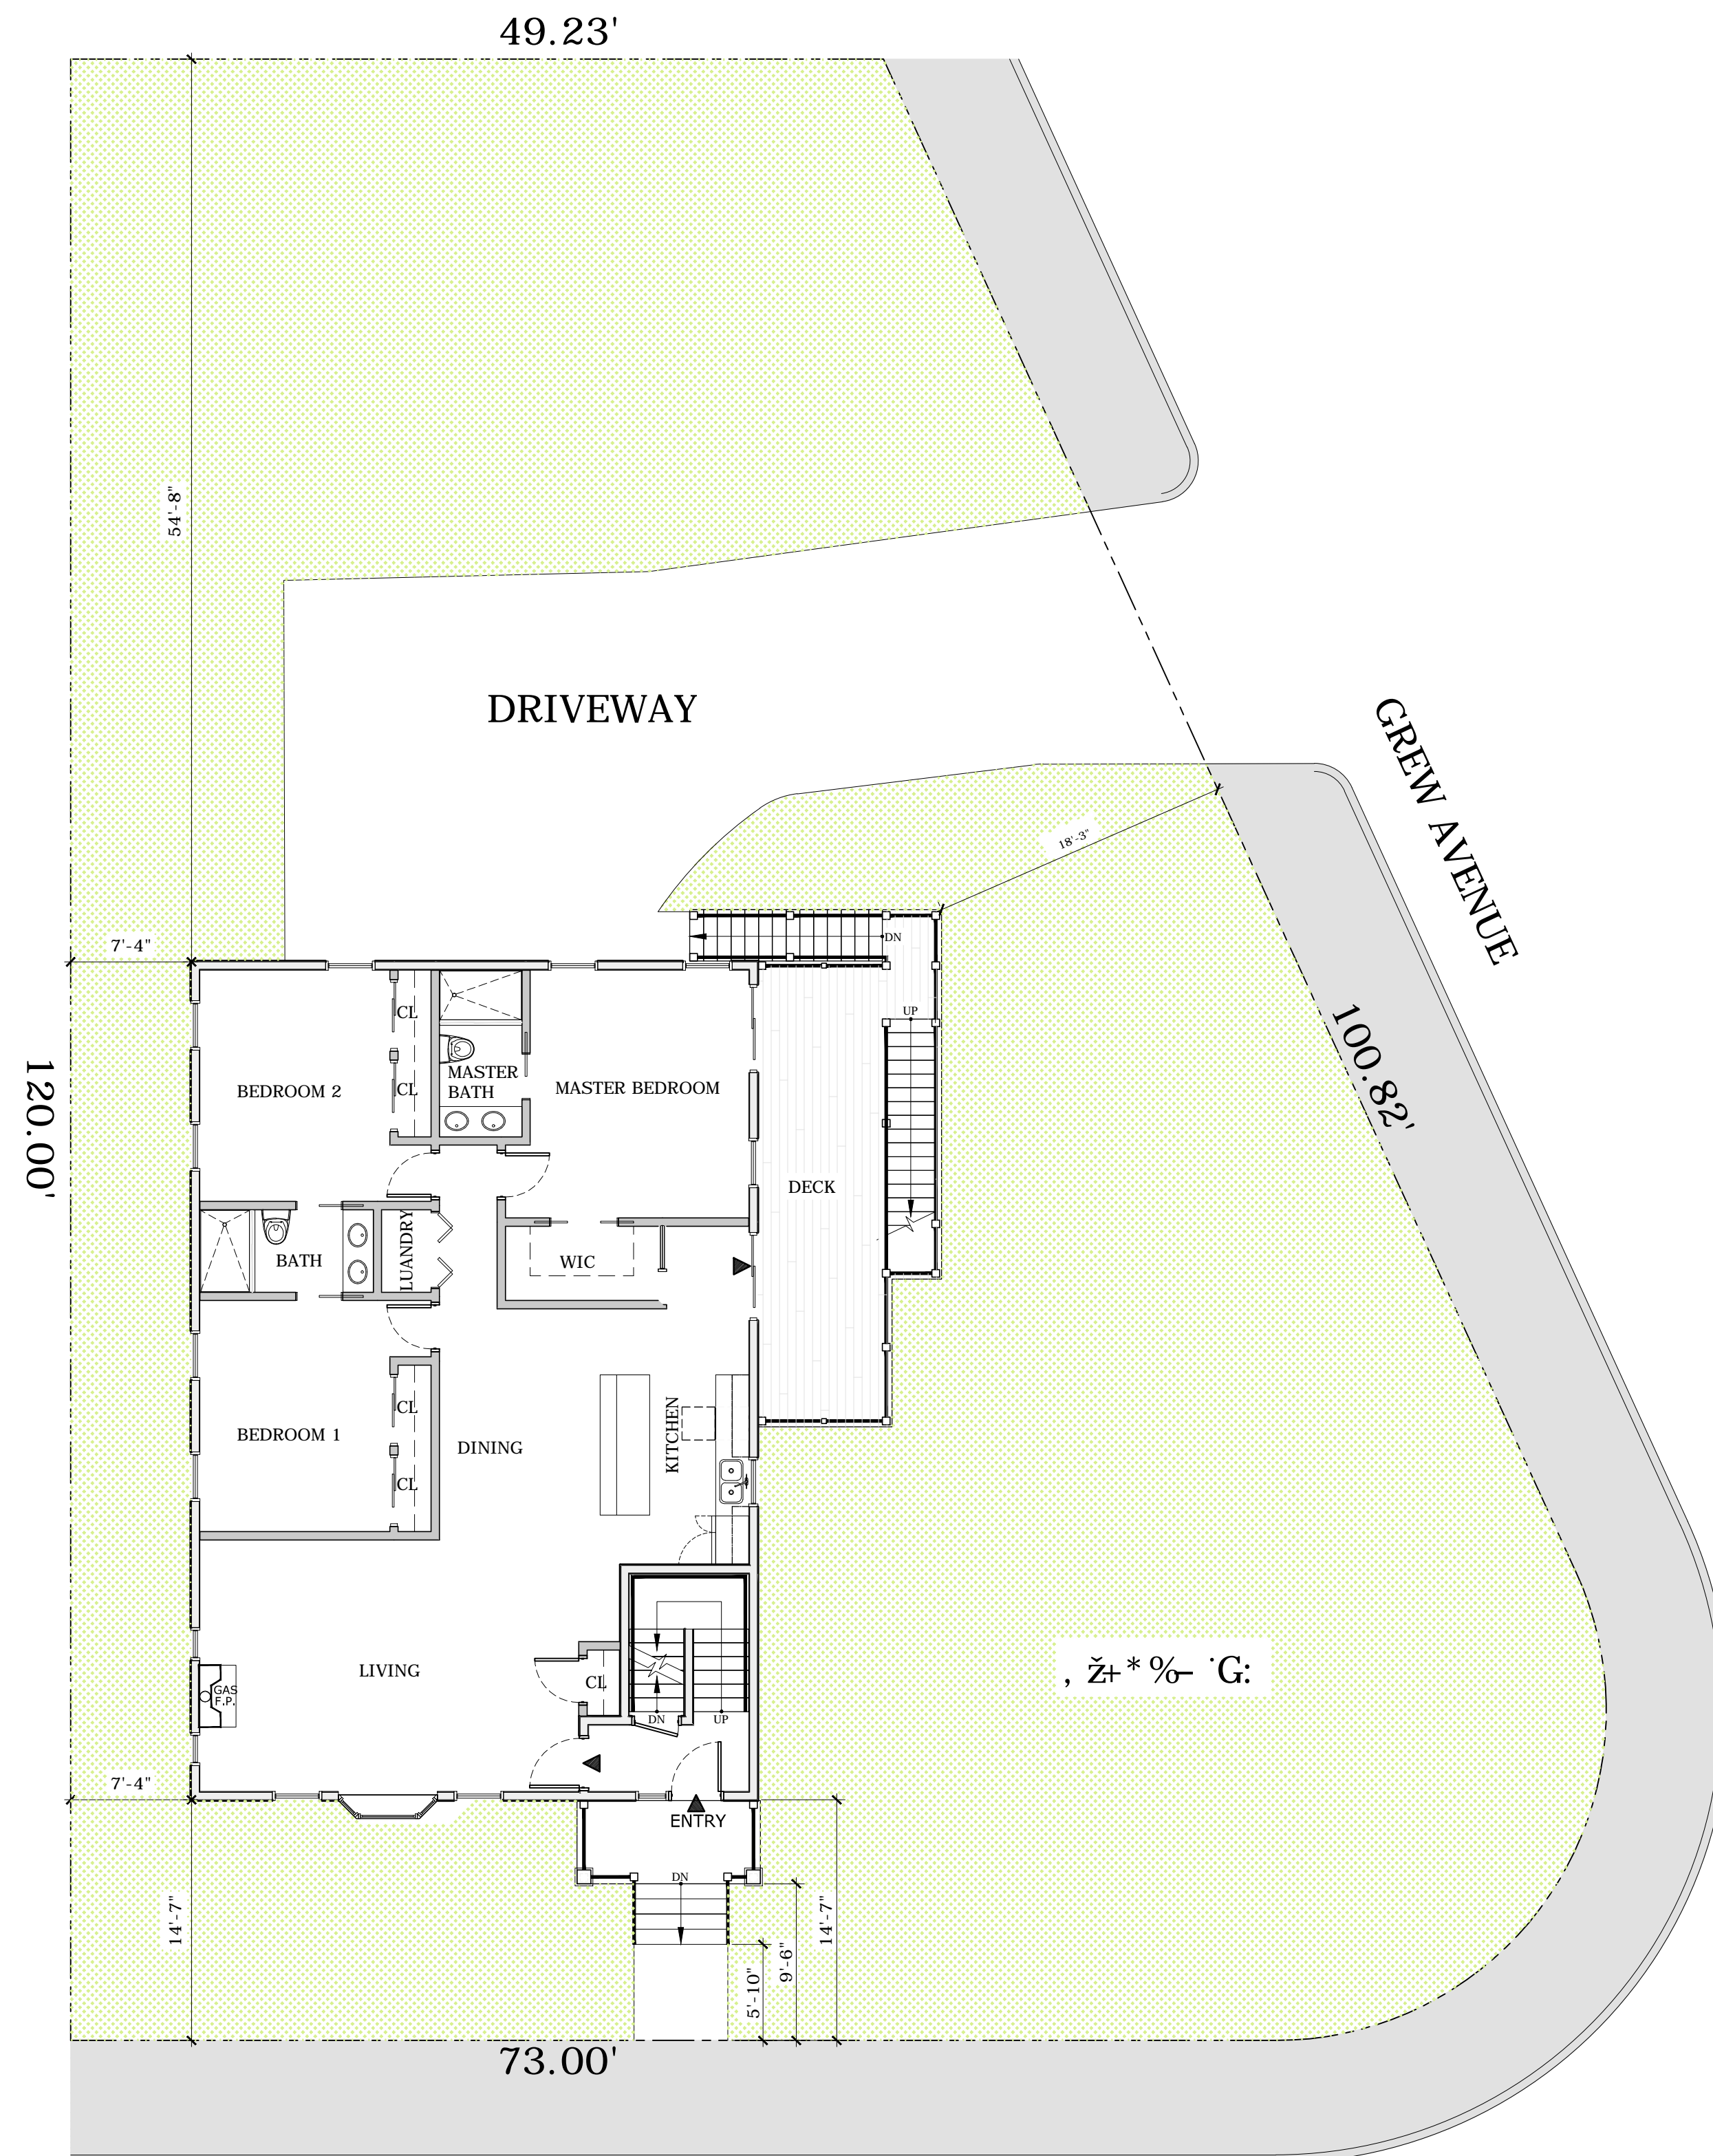 49.23'
54'-8"
DRIVEWAY
GREW AVENUE
18'-3"
7'-4"
DN
CL
UP
120.00'
100.82'
MASTER
BATH
BEDROOM 2
CL
MASTER BEDROOM
DECK
LUANDRY
BATH
WIC
CL
BEDROOM 1
DINING
KITCHEN
CL
LIVING
CL
, ž+*%– ˙G:
GAS
F.P.
DN
UP
7'-4"
ENTRY
DN
14'-7"
14'-7"
9'-6"
5'-10"
73.00'